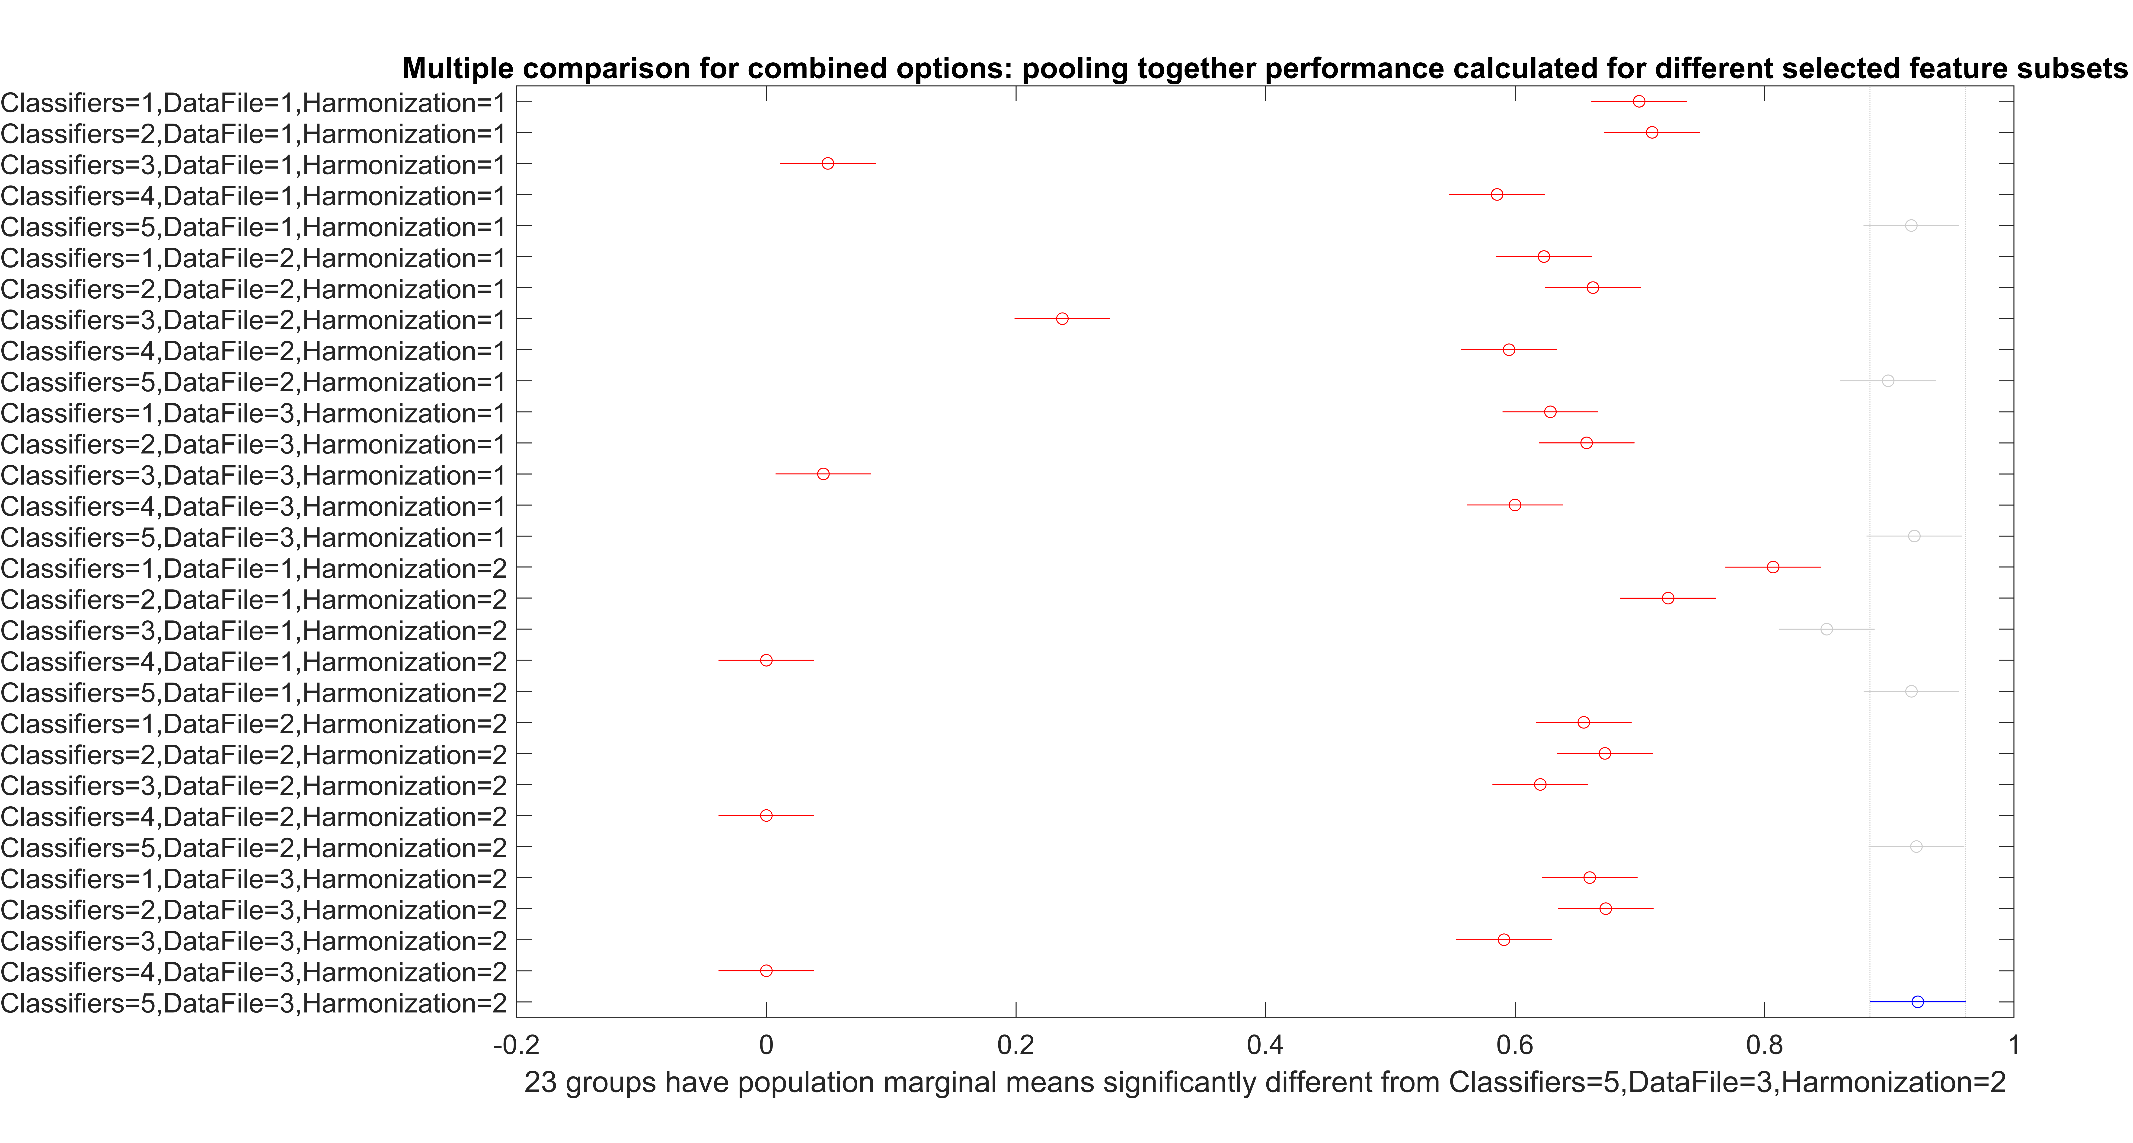 Multiple comparison for combined options: pooling together performance calculated for different selected feature subsets
Classifiers=1,DataFile=1,Harmonization=1
Classifiers=2,DataFile=1,Harmonization=1
Classifiers=3,DataFile=1,Harmonization=1
Classifiers=4,DataFile=1,Harmonization=1
Classifiers=5,DataFile=1,Harmonization=1
Classifiers=1,DataFile=2,Harmonization=1
Classifiers=2,DataFile=2,Harmonization=1
Classifiers=3,DataFile=2,Harmonization=1
Classifiers=4,DataFile=2,Harmonization=1
Classifiers=5,DataFile=2,Harmonization=1
Classifiers=1,DataFile=3,Harmonization=1
Classifiers=2,DataFile=3,Harmonization=1
Classifiers=3,DataFile=3,Harmonization=1
Classifiers=4,DataFile=3,Harmonization=1
Classifiers=5,DataFile=3,Harmonization=1
Classifiers=1,DataFile=1,Harmonization=2
Classifiers=2,DataFile=1,Harmonization=2
Classifiers=3,DataFile=1,Harmonization=2
Classifiers=4,DataFile=1,Harmonization=2
Classifiers=5,DataFile=1,Harmonization=2
Classifiers=1,DataFile=2,Harmonization=2
Classifiers=2,DataFile=2,Harmonization=2
Classifiers=3,DataFile=2,Harmonization=2
Classifiers=4,DataFile=2,Harmonization=2
Classifiers=5,DataFile=2,Harmonization=2
Classifiers=1,DataFile=3,Harmonization=2
Classifiers=2,DataFile=3,Harmonization=2
Classifiers=3,DataFile=3,Harmonization=2
Classifiers=4,DataFile=3,Harmonization=2
Classifiers=5,DataFile=3,Harmonization=2
-0.2 0 0.2 0.4 0.6 0.8 1
23 groups have population marginal means significantly different from Classifiers=5,DataFile=3,Harmonization=2